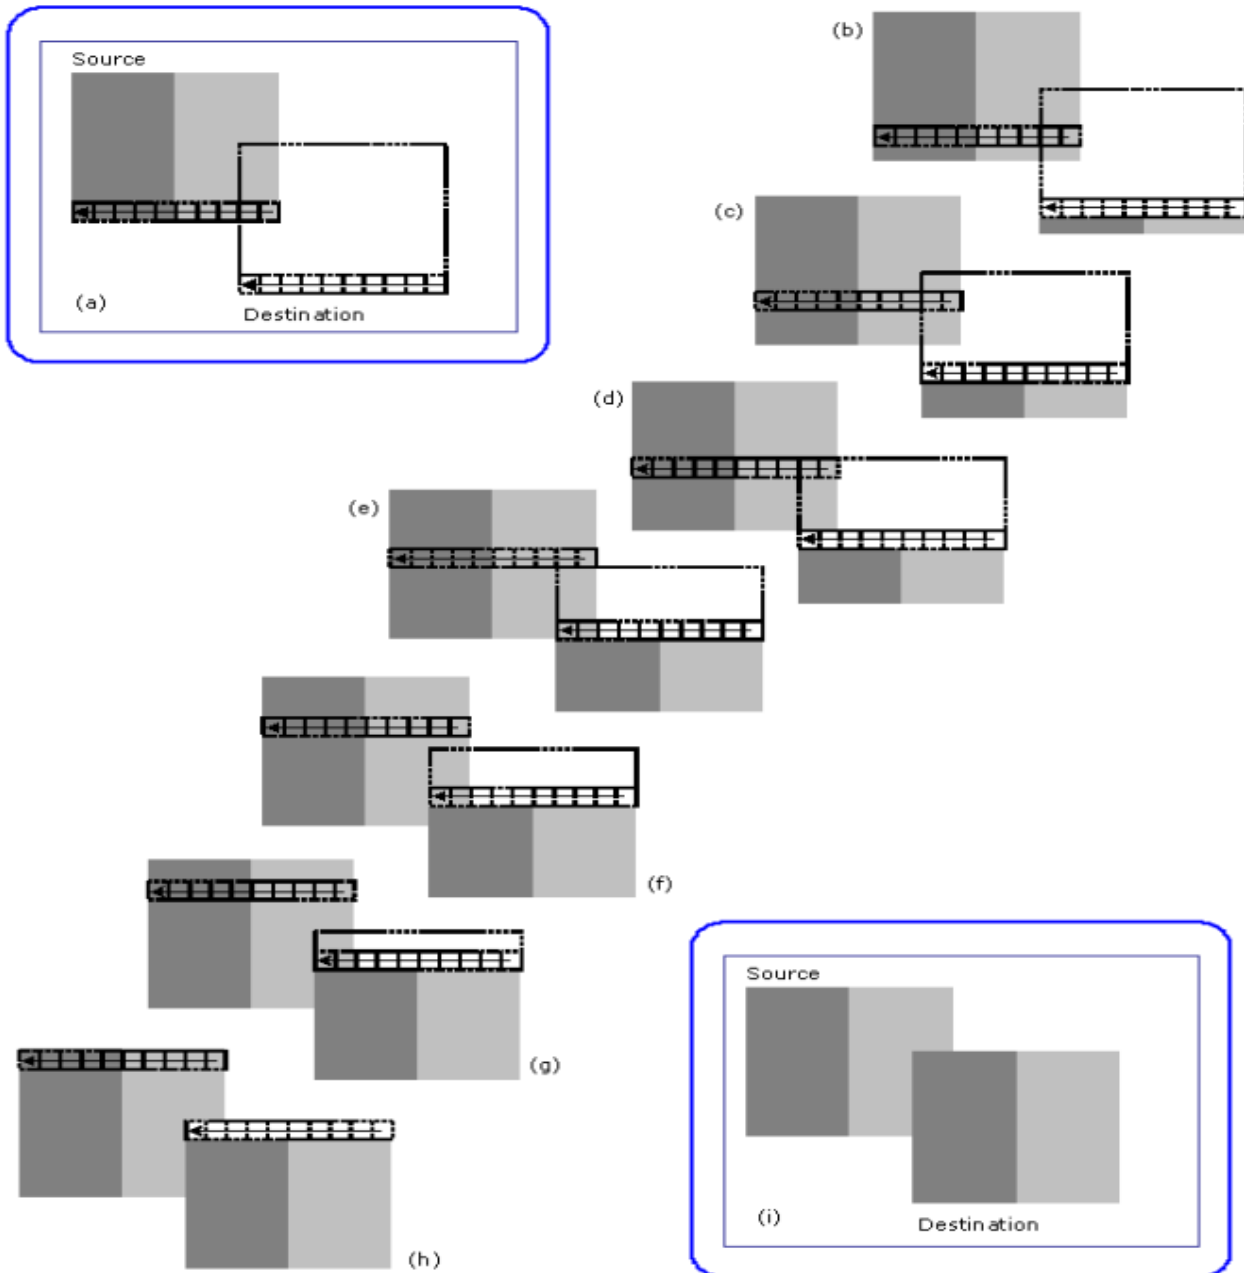 Source
(a)
Destination
(b)
(c)
(d)
(e)
(f)
(g)
(h)
Source
(i)
Destination